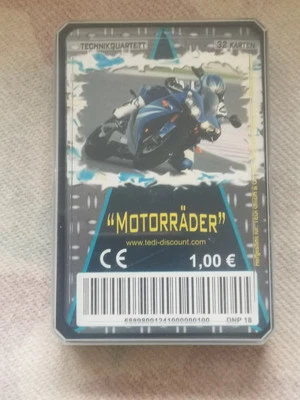 TECHNIKQUARTETT 32 KARTEN
"MOTORRÄDER"
www.tedi-discount.com
CE 1,00 €
DNP 18